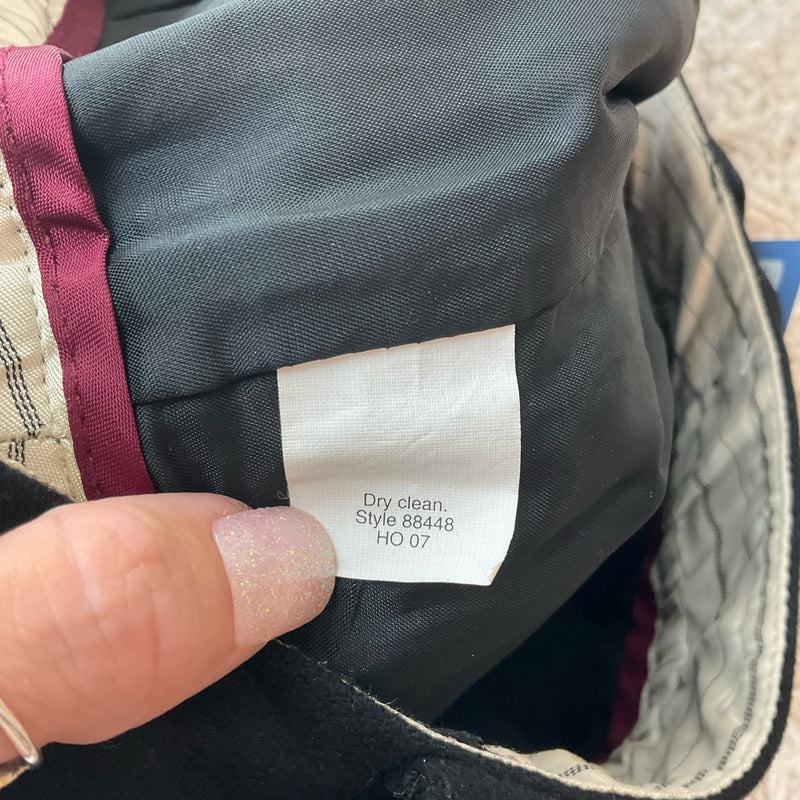 Dry clean.
Style 88448
HO 07